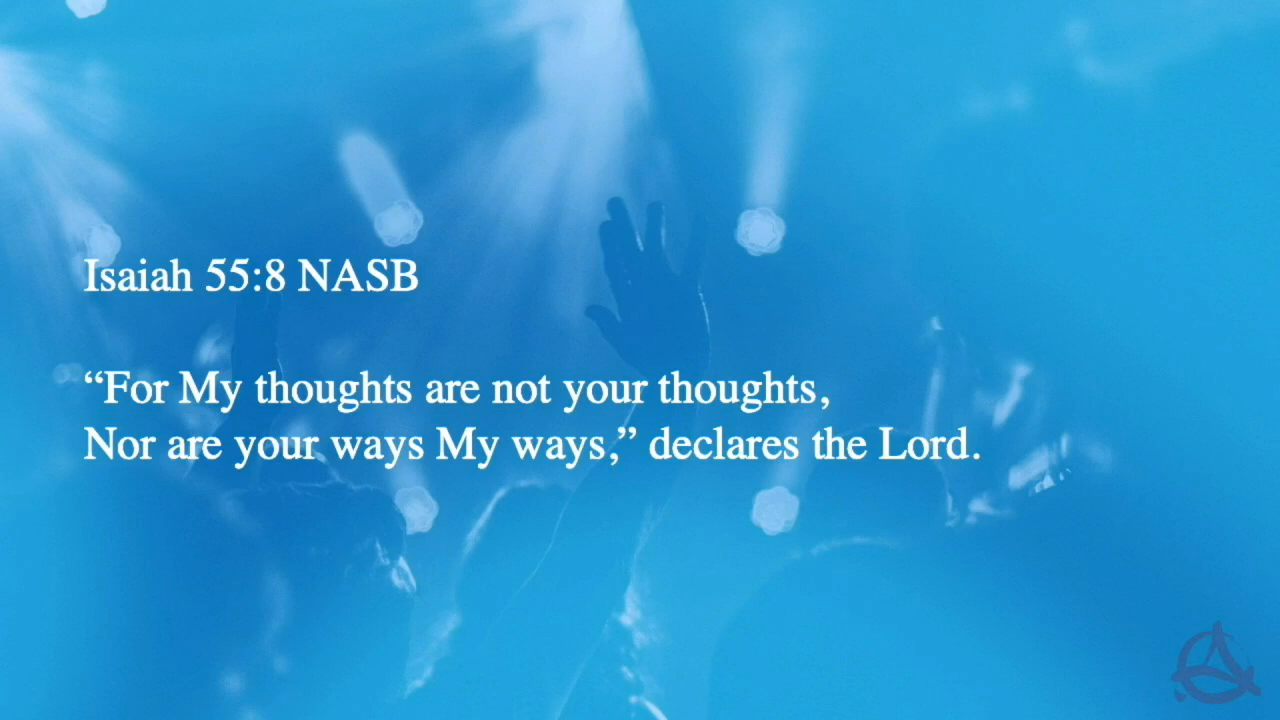 Isaiah 55:8 NASB
“For My thoughts are not your thoughts,
Nor are your ways My ways,” declares the Lord.